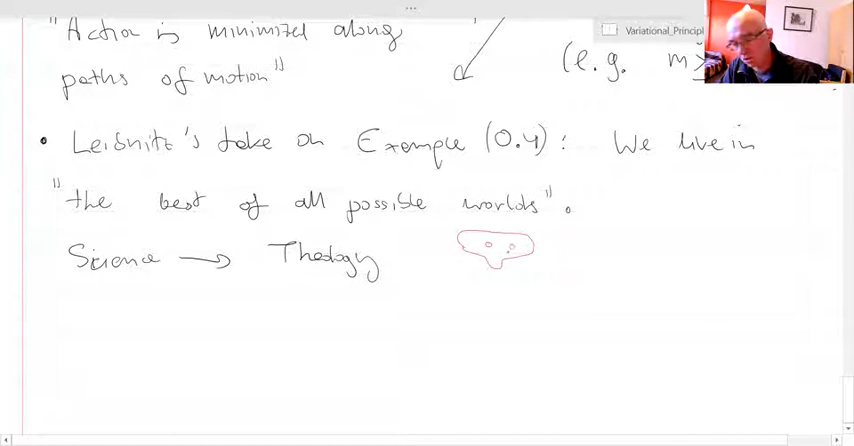 "Action is minimized along
paths of motion"
(e.g. m
Variational_Princip
• Leibnitz's take on Example (0.4): We live in
"the best of all possible worlds".
Science → Theology